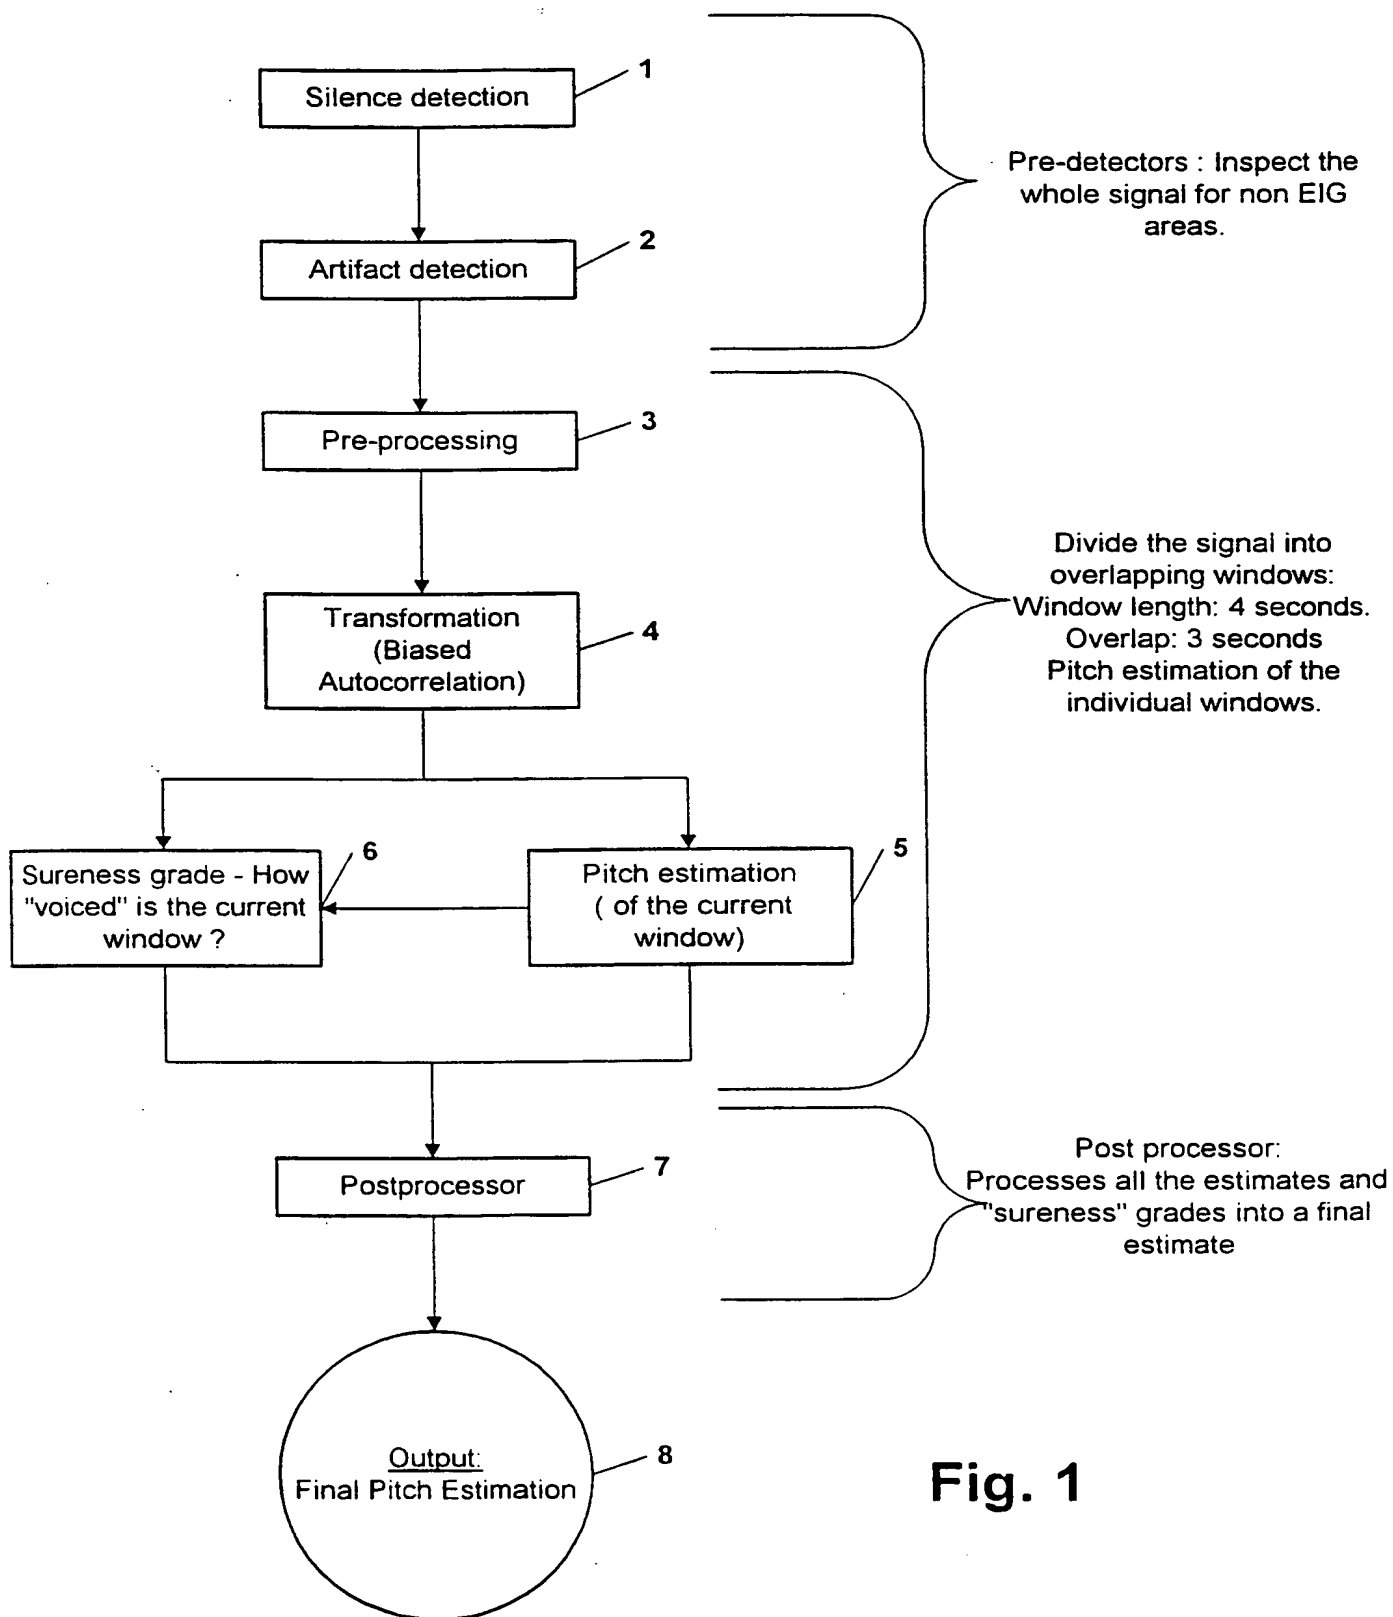 1
Silence detection
Pre-detectors : Inspect the
whole signal for non EIG
areas.
2
Artifact detection
3
Pre-processing
Divide the signal into
overlapping windows:
Window length: 4 seconds.
Overlap: 3 seconds
Pitch estimation of the
individual windows.
4
Transformation
(Biased
Autocorrelation)
6
Sureness grade - How
"voiced" is the current
window ?
5
Pitch estimation
( of the current
window)
7
Postprocessor
Post processor:
Processes all the estimates and
"sureness" grades into a final
estimate
8
Output:
Final Pitch Estimation
Fig. 1